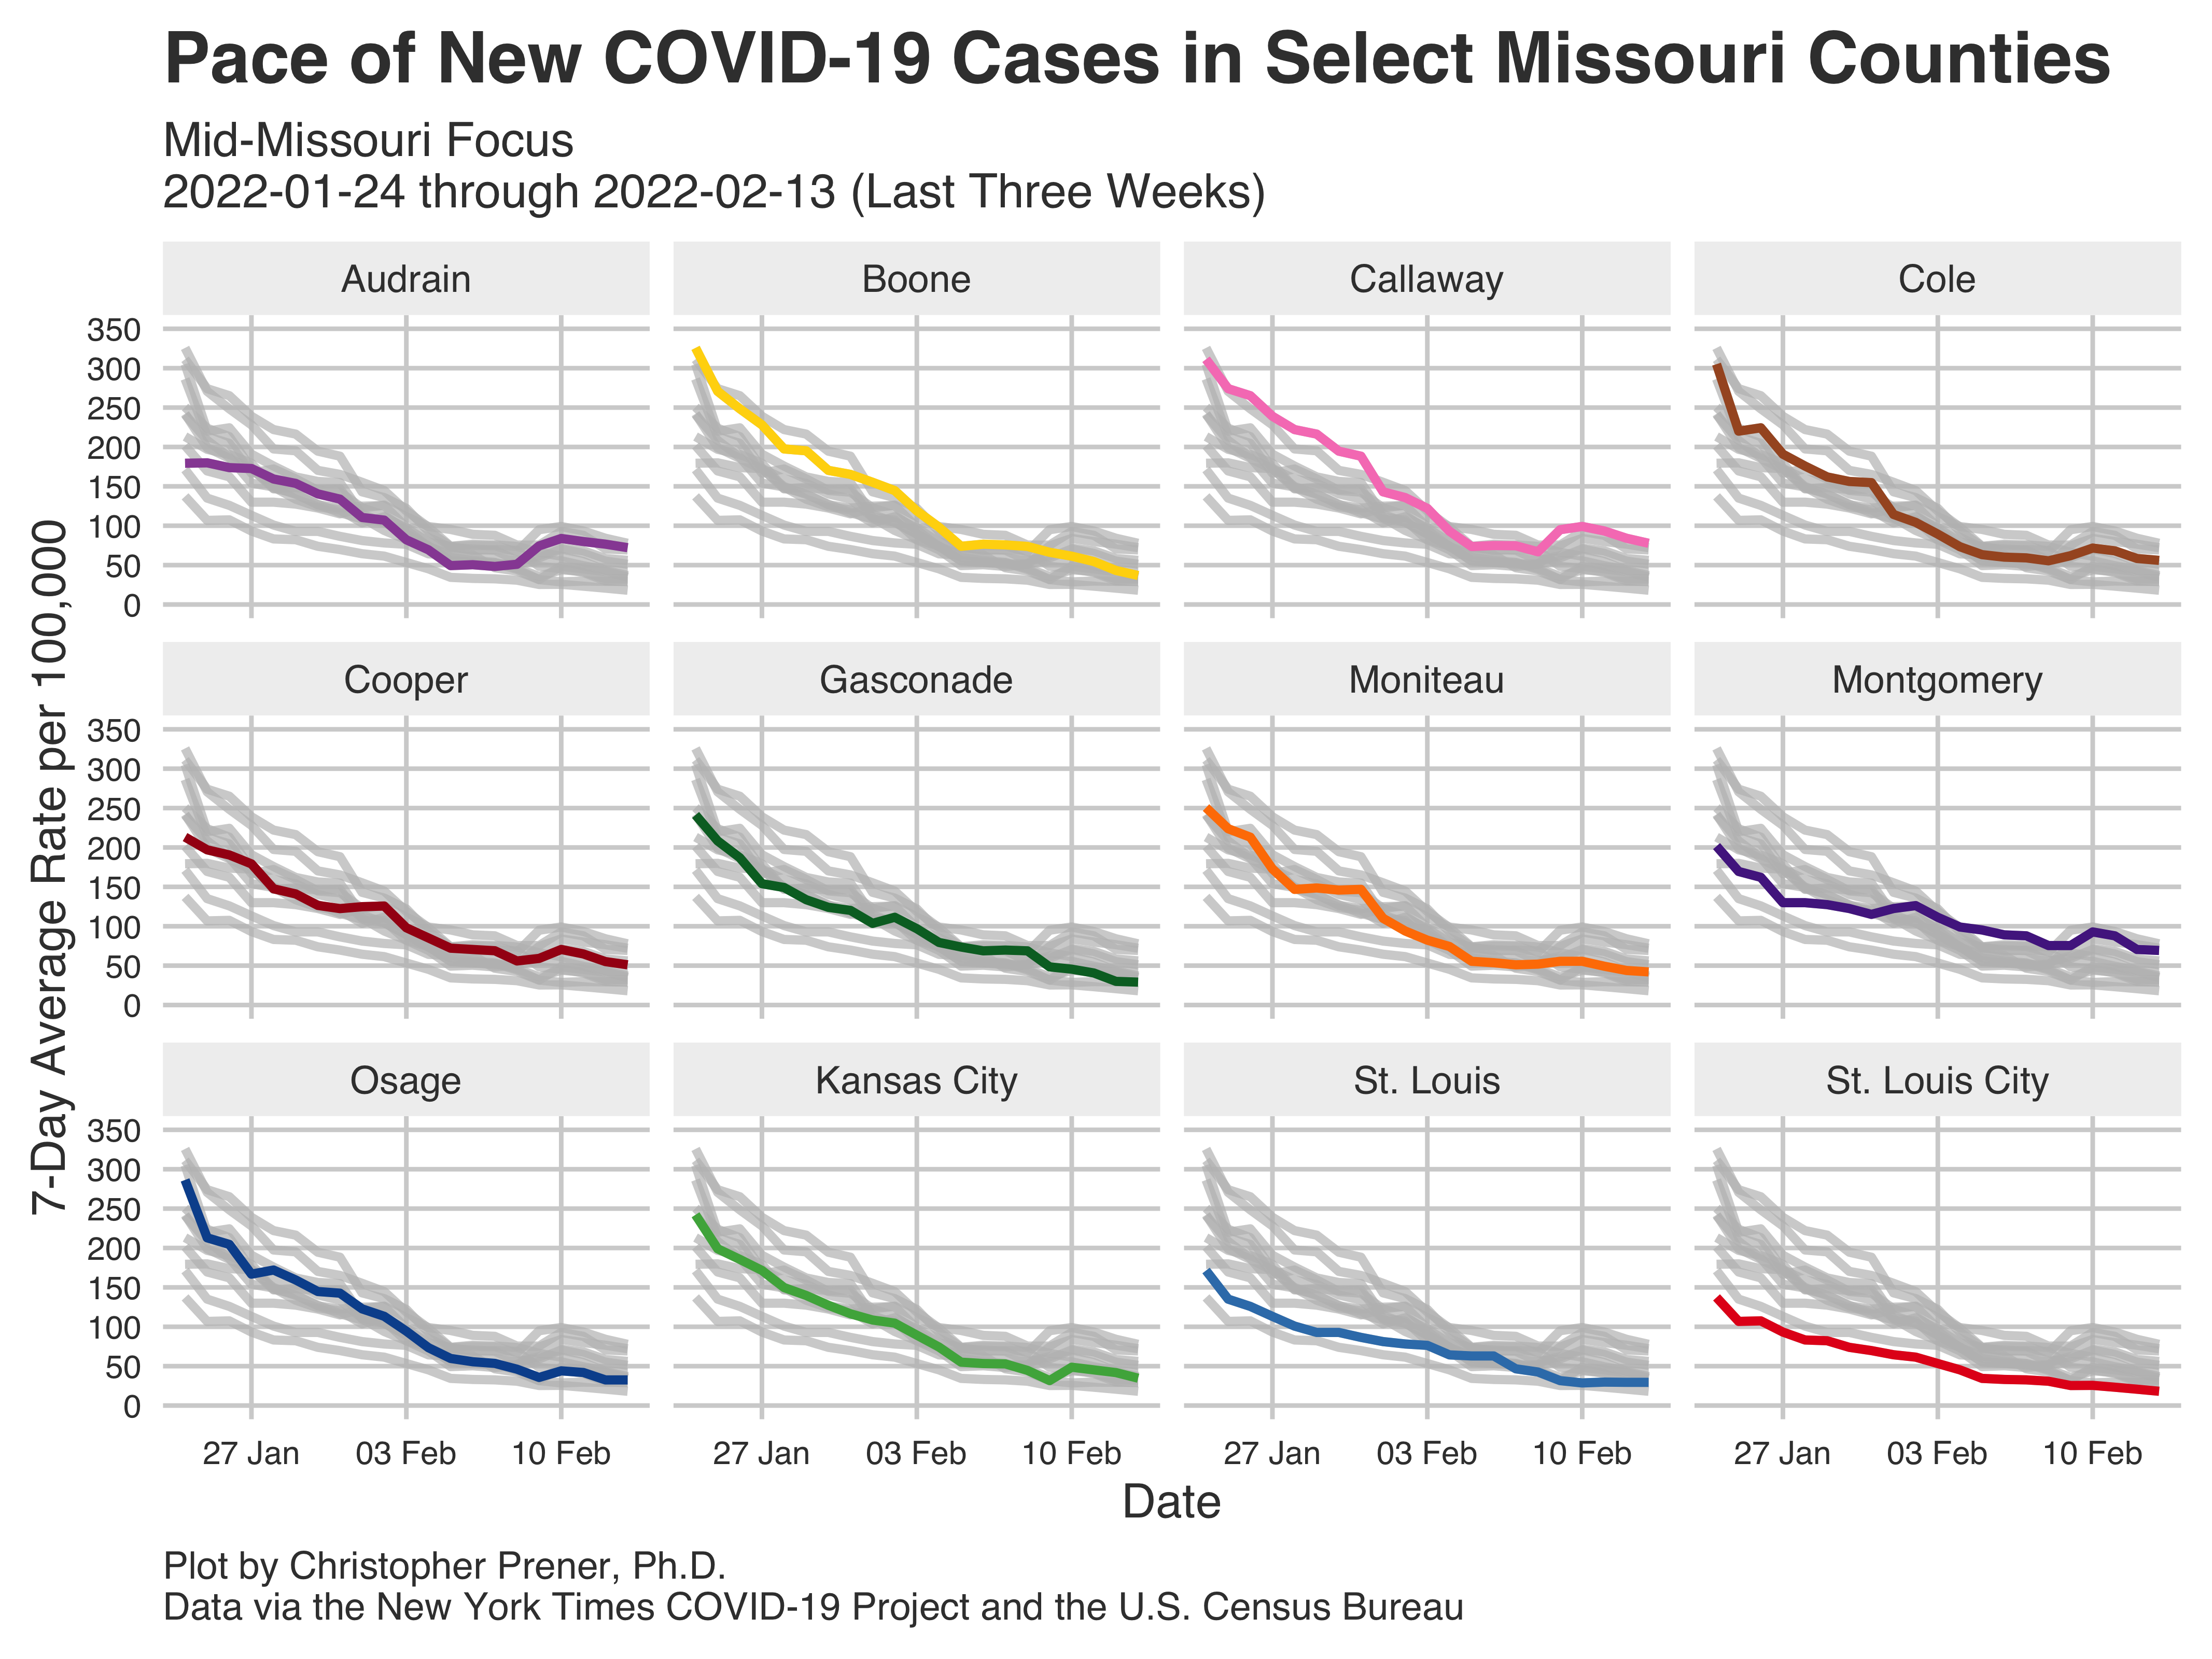 Pace of New COVID-19 Cases in Select Missouri Counties
Mid-Missouri Focus
2022-01-24 through 2022-02-13 (Last Three Weeks)
7-Day Average Rate per 100,000
Audrain
Boone
Callaway
Cole
350
300
250
200
150
100
50
0
Cooper
Gasconade
Moniteau
Montgomery
350
300
250
200
150
100
50
0
Osage
Kansas City
St. Louis
St. Louis City
350
300
250
200
150
100
50
0
27 Jan 03 Feb 10 Feb
27 Jan 03 Feb 10 Feb
27 Jan 03 Feb 10 Feb
27 Jan 03 Feb 10 Feb
Date
Plot by Christopher Prener, Ph.D.
Data via the New York Times COVID-19 Project and the U.S. Census Bureau